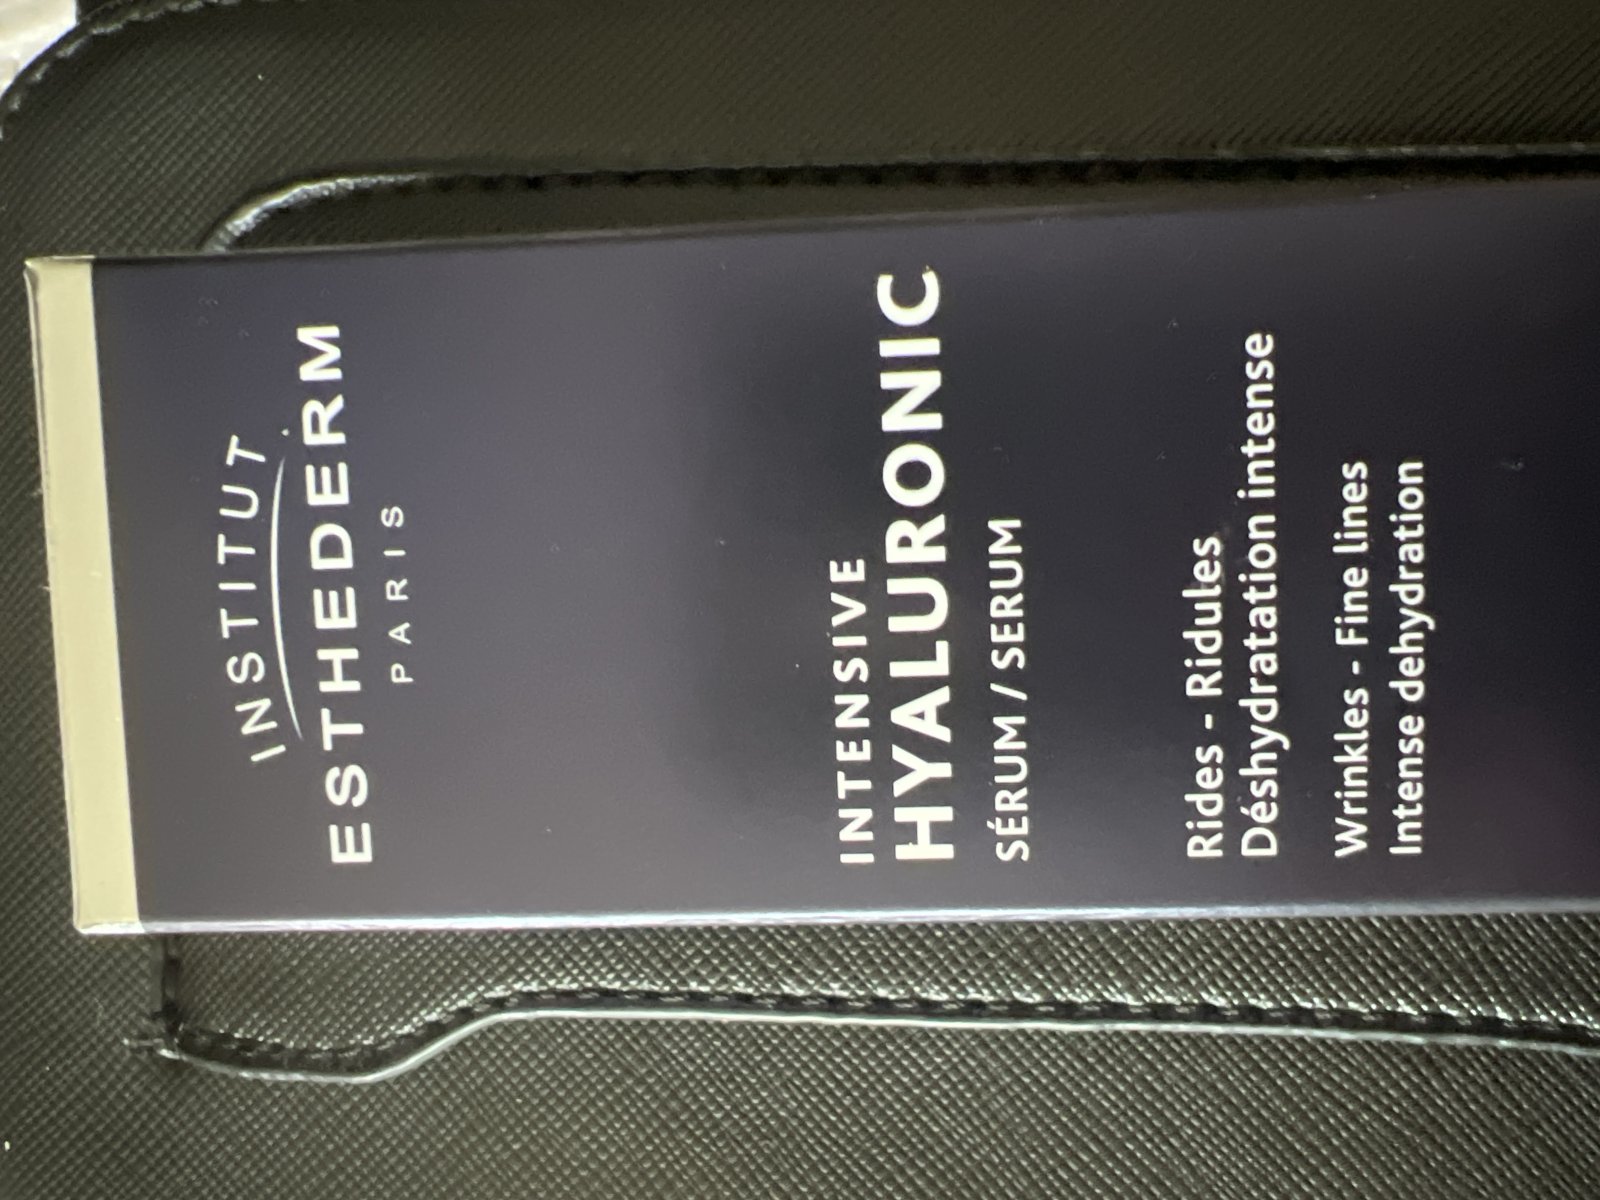 INSTITUT
ESTHEDERM
PARIS
INTENSIVE
HYALURONIC
SÉRUM / SERUM
Rides - Ridules
Déshydratation intense
Wrinkles - Fine lines
Intense dehydration